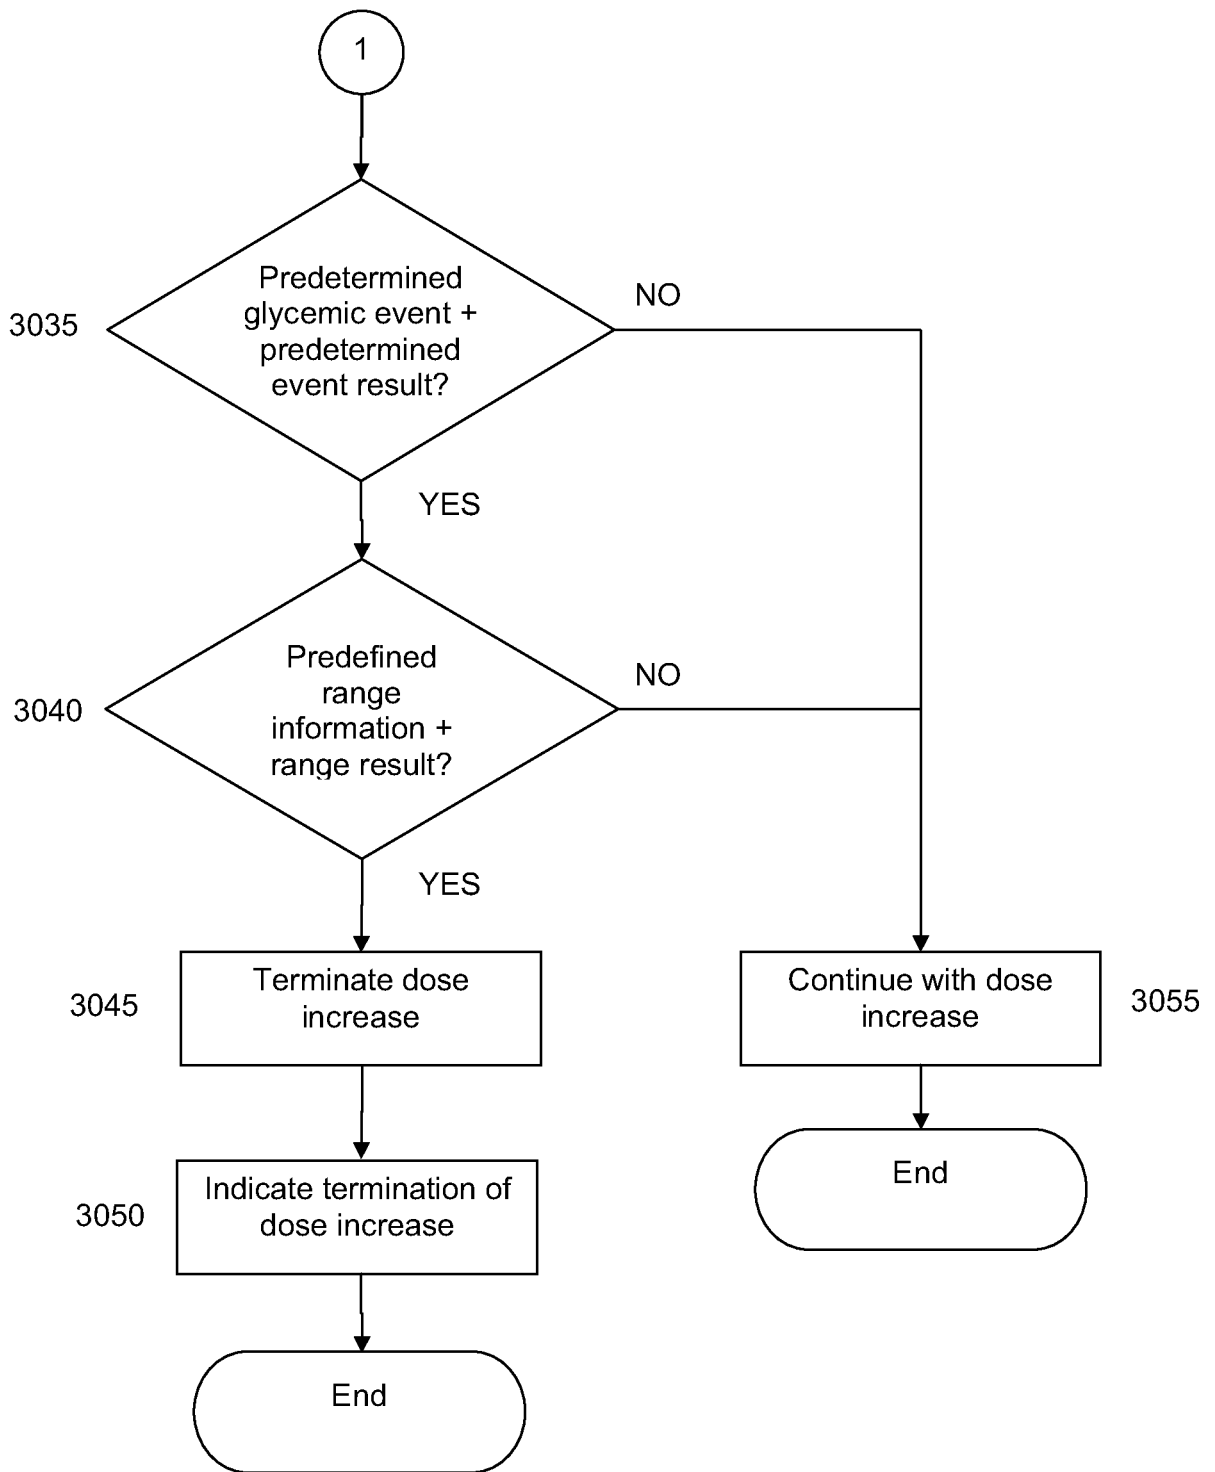 1
Predetermined
glycemic event +
predetermined
event result?
NO
3035
YES
Predefined
range
information +
range result?
NO
3040
YES
Terminate dose
increase
3045
Continue with dose
increase
3055
Indicate termination of
dose increase
3050
End
End